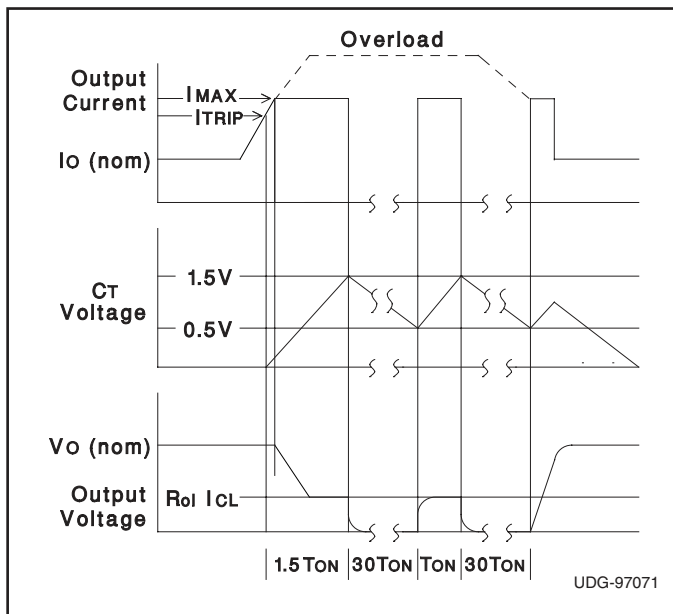 Overload
Output
Current
IMAX
ITRIP
IO (nom)
CT
Voltage
1.5V
0.5V
VO (nom)
Output
Voltage
Rol ICL
1.5TON
30TON
TON
30TON
UDG-97071